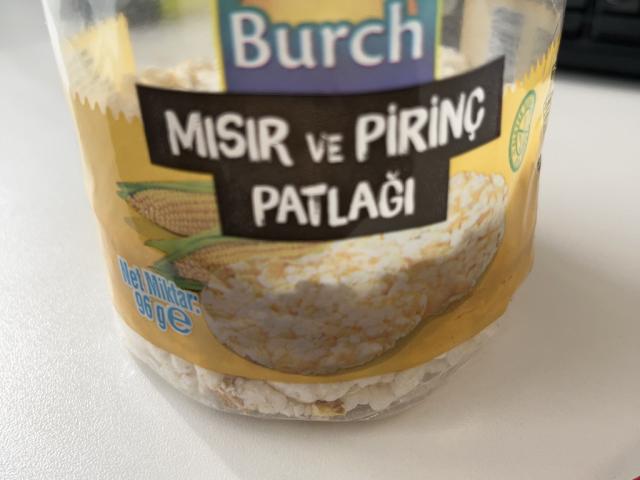 Burch
MISIR VE PİRİNÇ
PATLAĞI
Net Miktar:
96 g e